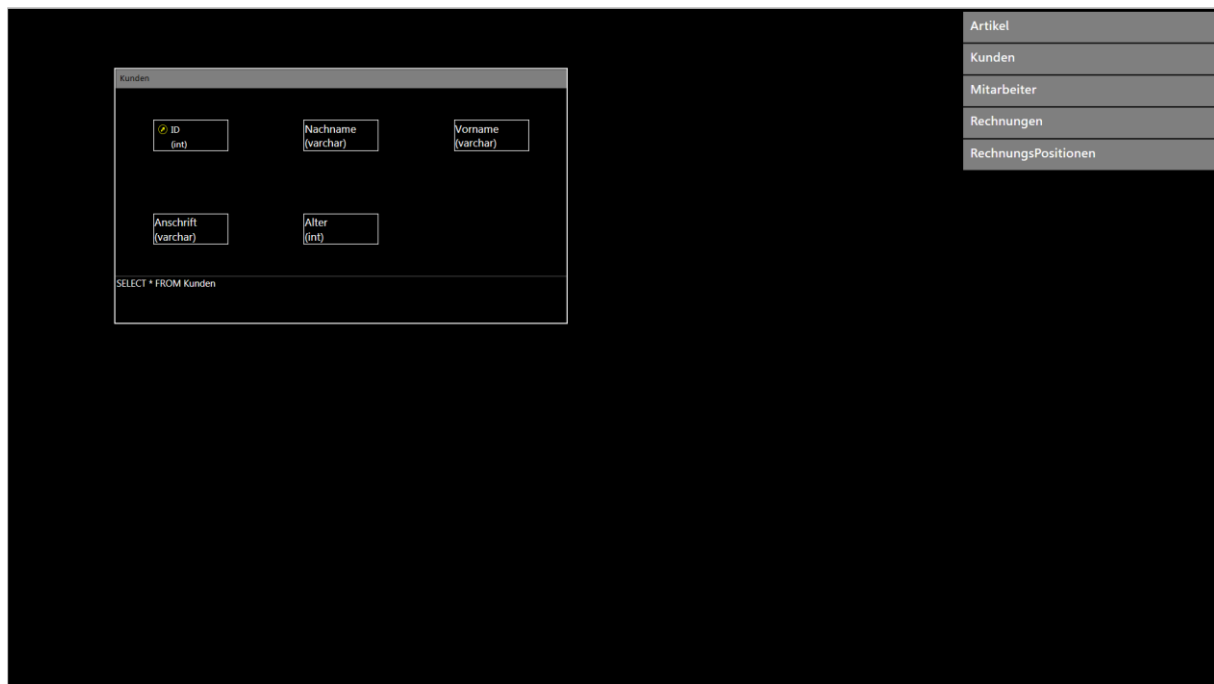 Artikel
Kunden
Mitarbeiter
Rechnungen
RechnungsPositionen
Kunden
ID
(int)
Nachname
(varchar)
Vorname
(varchar)
Anschrift
(varchar)
Alter
(int)
SELECT * FROM Kunden